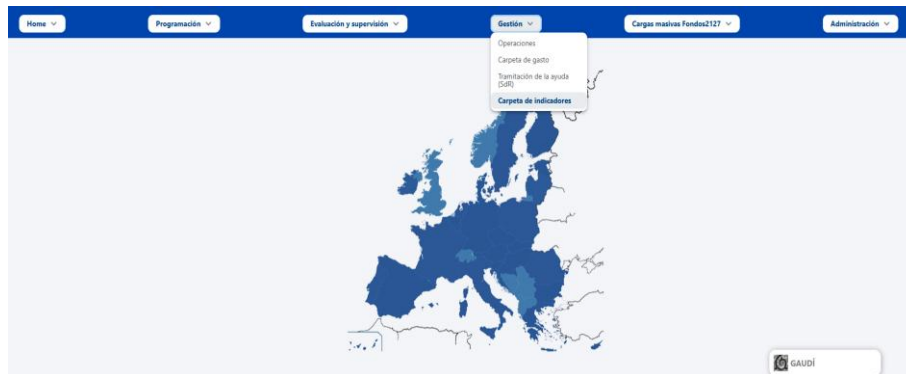 Home
Programación
Evaluación y supervisión
Gestión
Cargas masivas Fondos2127
Administración
Operaciones
Carpeta de gasto
Tramitación de la ayuda
(SdR)
Carpeta de indicadores
GAUDÍ